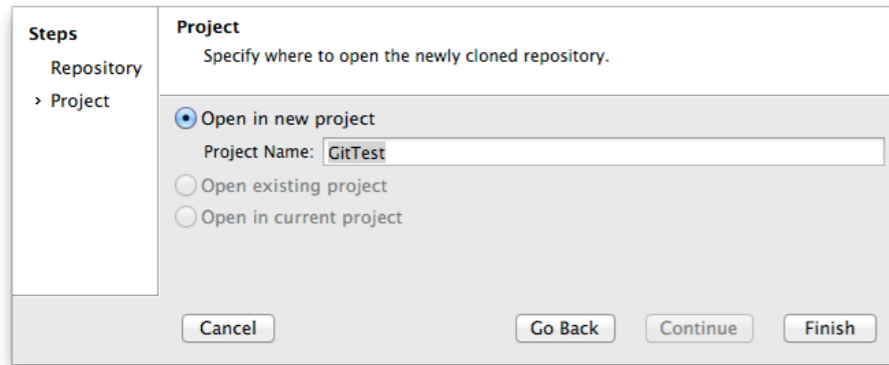 Steps
Repository
› Project
Project
Specify where to open the newly cloned repository.
Open in new project
Project Name: GitTest
Open existing project
Open in current project
Cancel
Go Back
Continue
Finish